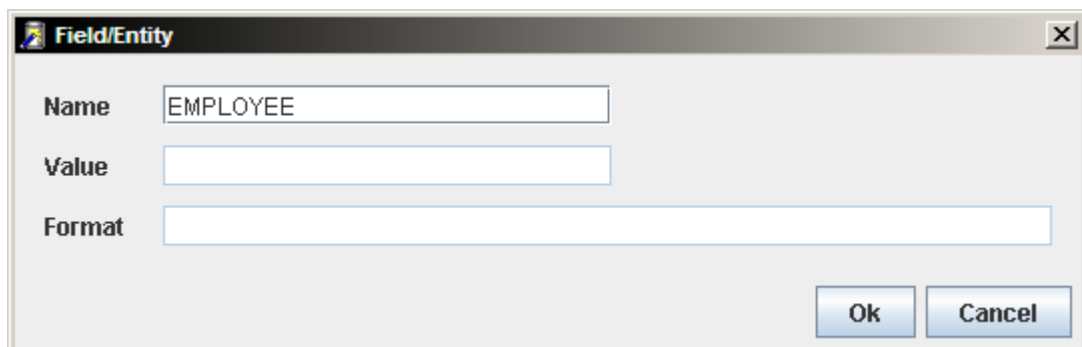 Field/Entity
Name EMPLOYEE
Value
Format
Ok Cancel